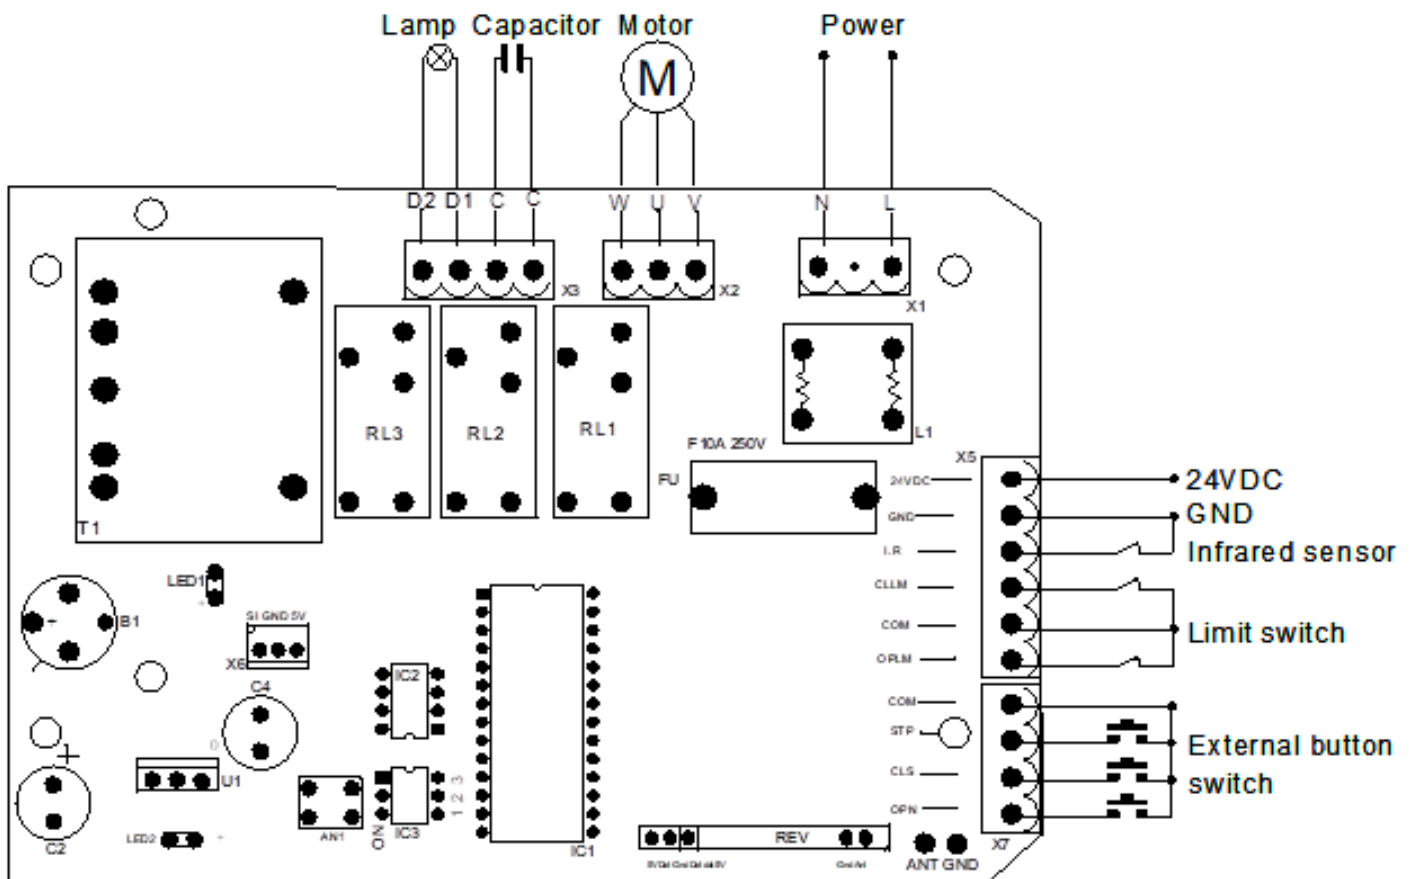 Lamp Capacitor Motor Power
M
D2 D1 C C W U V N L
X3 X2 X1
RL3 RL2 RL1 L1
F10A 250V
FU
T1
X5
24VDC 24VDC
GND GND
I.R Infrared sensor
CLLM
COM Limit switch
OPLM
LED1
SI GND 5V
B1
X6
C4
IC2
COM
STP External button
CLS switch
OPN
U1
C2
LED2
AN1
ON
1 2 3
IC3
IC1
REV
ANT GND
X7